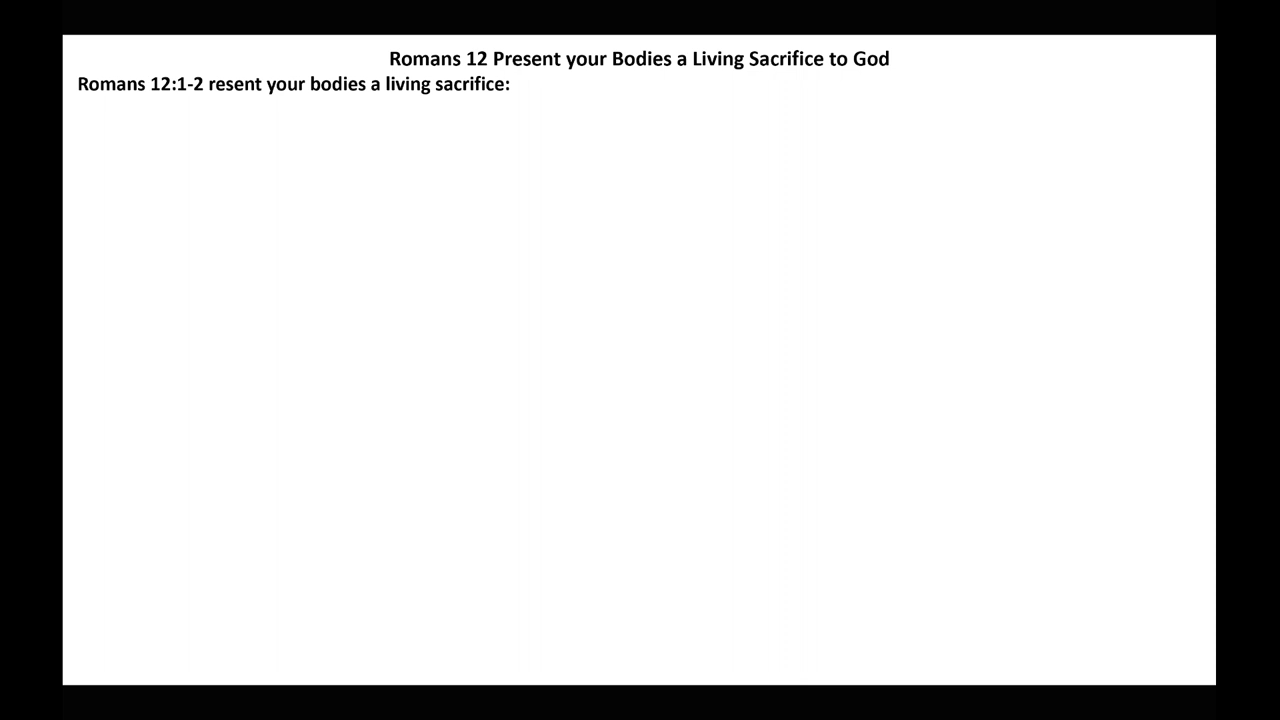 Romans 12 Present your Bodies a Living Sacrifice to God
Romans 12:1-2 resent your bodies a living sacrifice: